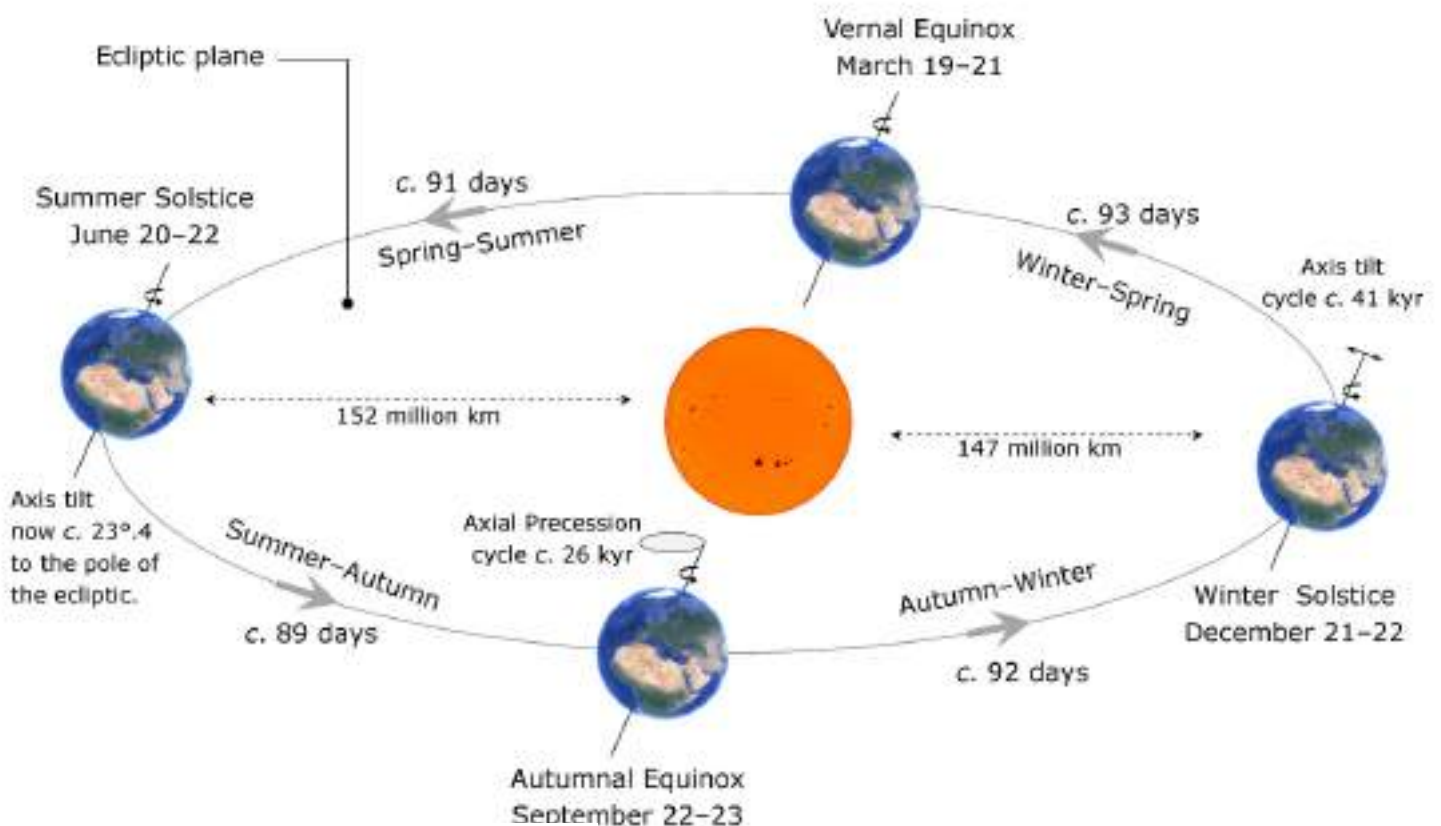 Vernal Equinox
March 19–21
Ecliptic plane
c. 91 days
Spring–Summer
Summer Solstice
June 20–22
c. 93 days
Winter–Spring
Axis tilt
cycle c. 41 kyr
152 million km
147 million km
Axis tilt
now c. 23°.4
to the pole of
the ecliptic.
Summer–Autumn
c. 89 days
Axial Precession
cycle c. 26 kyr
Autumn–Winter
c. 92 days
Winter Solstice
December 21–22
Autumnal Equinox
September 22–23